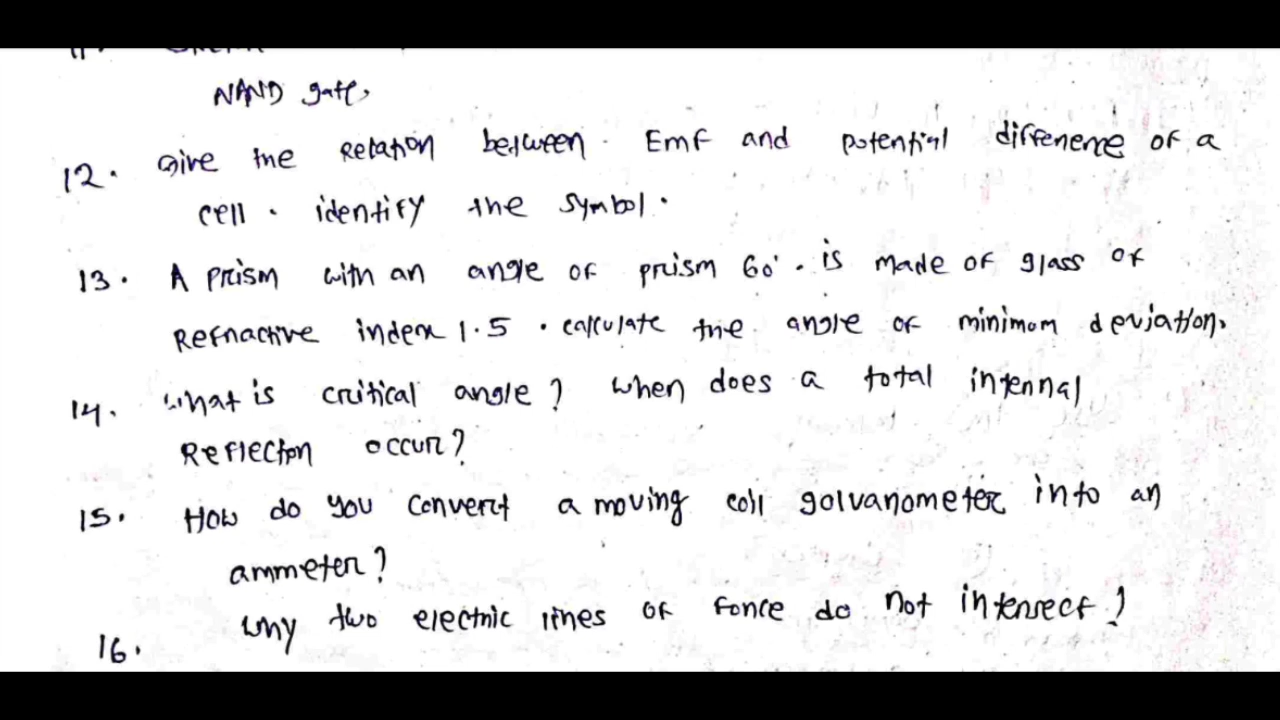 11.
NAND gate,
12. Give the Relation between Emf and potential difference of a
cell. identify the symbol.
13. A prism with an angle of prism 60°. is made of glass of
Refractive index 1.5. calculate the angle of minimum deviation.
14. What is critical angle? When does a total internal
Reflection occur?
15. How do you convert a moving coil galvanometer into an
ammeter?
16. Why two electric lines of force do not intersect?